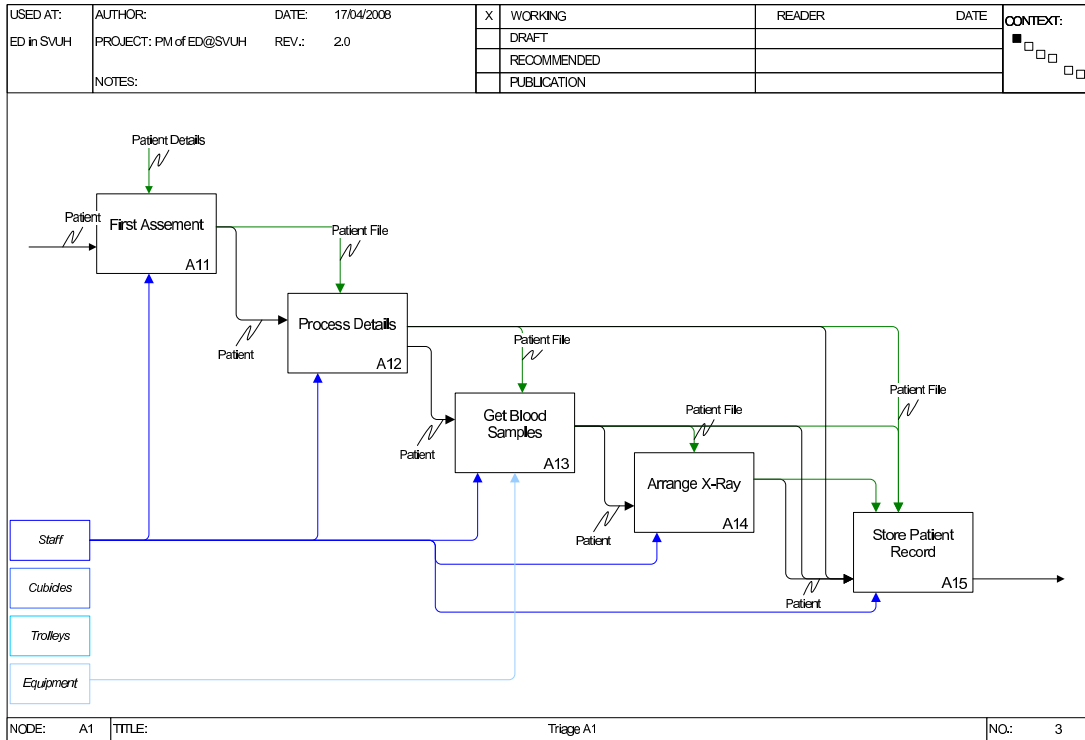 USED AT:
ED in SVUH
AUTHOR:
DATE: 17/04/2008
PROJECT: PM of ED@SVUH
REV.: 2.0
NOTES:
X WORKING
DRAFT
RECOMMENDED
PUBLICATION
READER DATE
CONTEXT:
Patient Details
Patient
First Assement
A11
Patient File
Process Details
A12
Patient
Patient File
Get Blood
Samples
A13
Patient
Patient File
Arrange X-Ray
A14
Patient
Patient File
Store Patient
Record
A15
Patient
Staff
Cubicles
Trolleys
Equipment
NODE: A1
TITLE:
Triage A1
NO.: 3